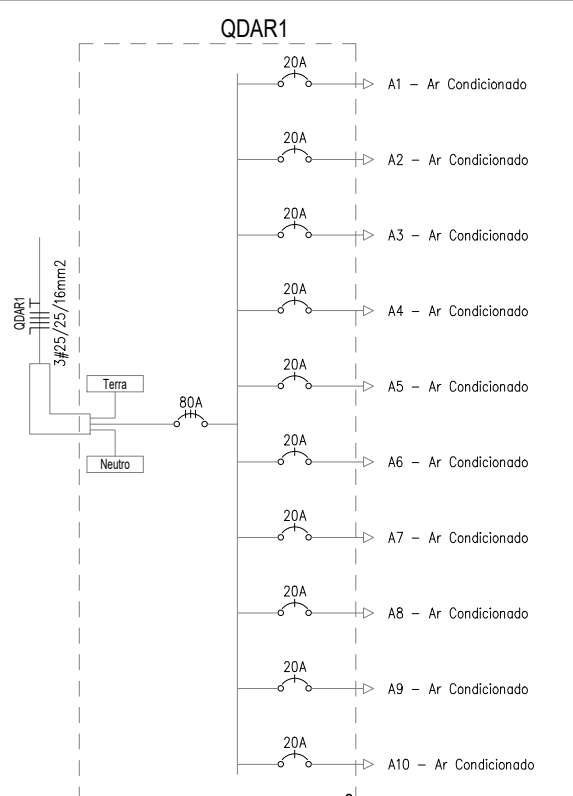 QDAR1
20A
A1 – Ar Condicionado
20A
A2 – Ar Condicionado
20A
A3 – Ar Condicionado
20A
A4 – Ar Condicionado
20A
A5 – Ar Condicionado
20A
A6 – Ar Condicionado
20A
A7 – Ar Condicionado
20A
A8 – Ar Condicionado
20A
A9 – Ar Condicionado
20A
A10 – Ar Condicionado
QDAR1
3#25/25/16mm2
Terra
80A
Neutro